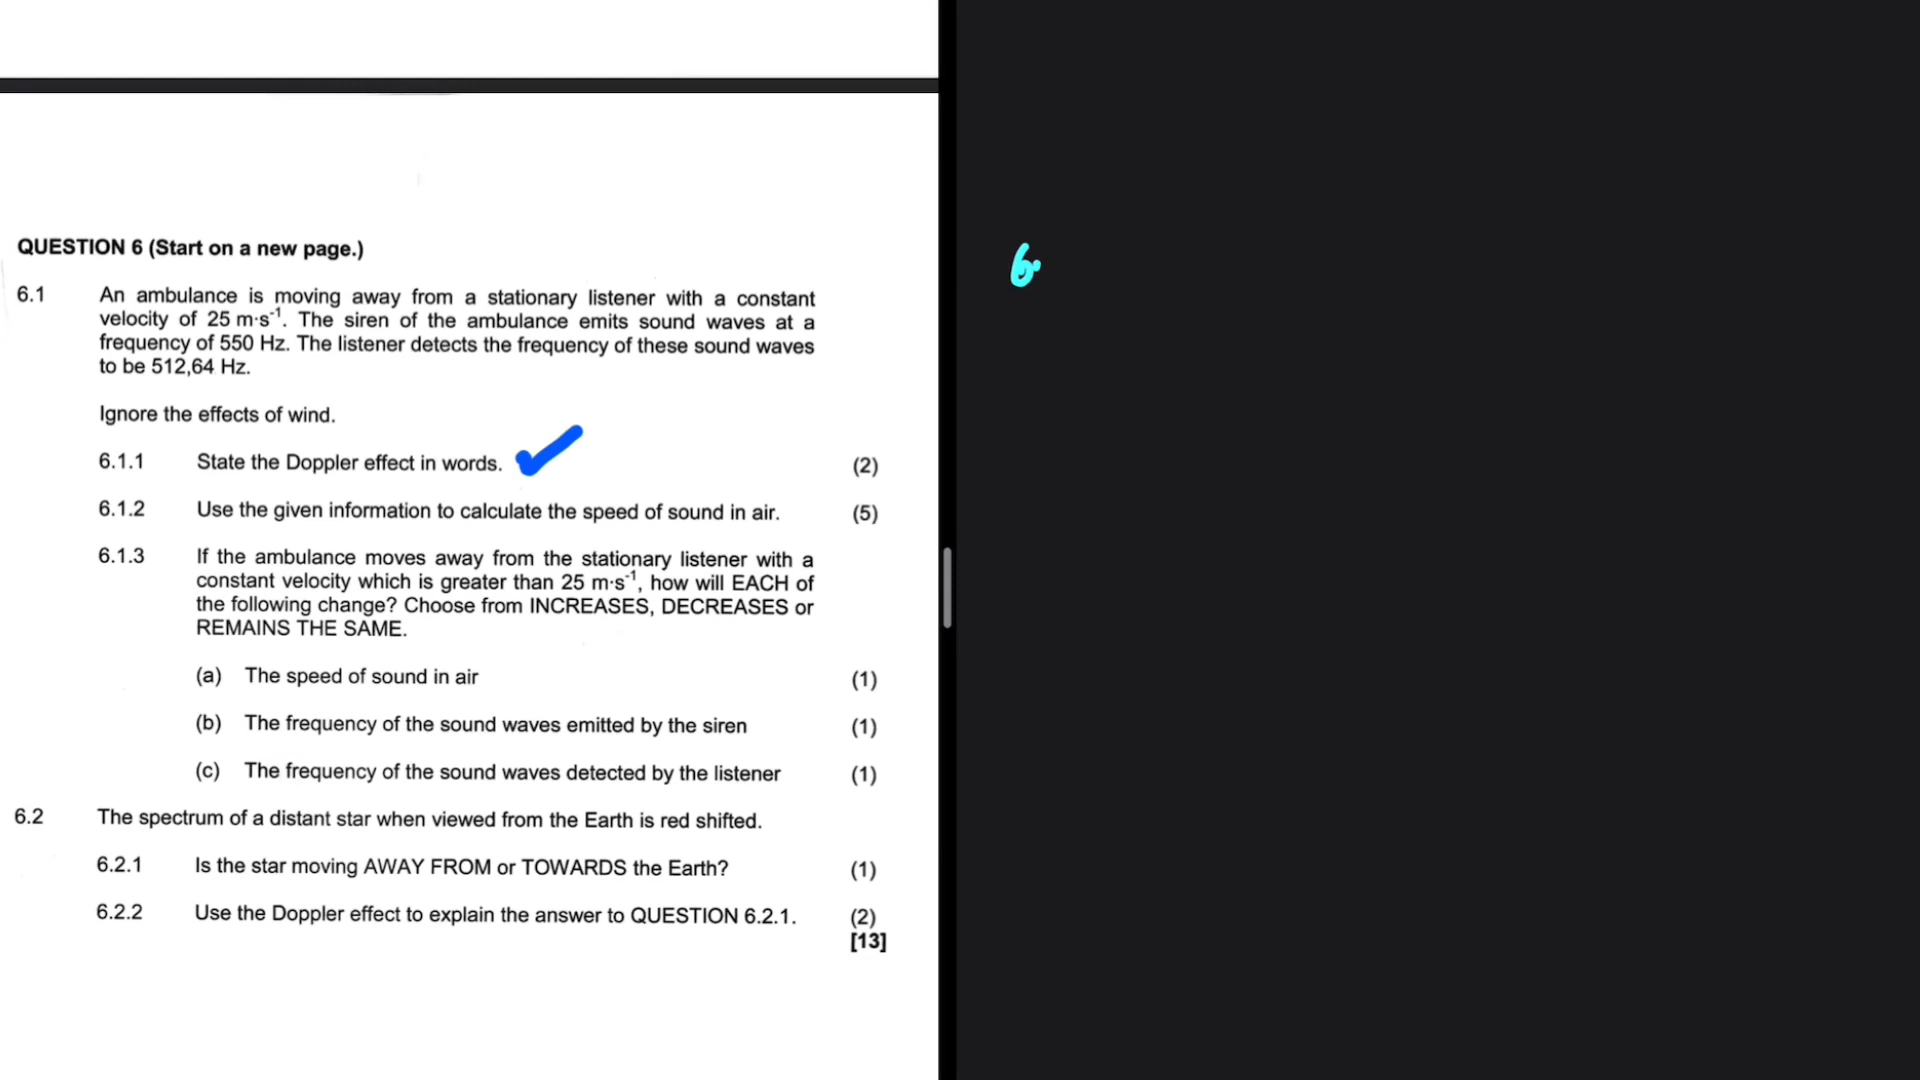 QUESTION 6 (Start on a new page.)
6.1 An ambulance is moving away from a stationary listener with a constant
velocity of 25 m·s⁻¹. The siren of the ambulance emits sound waves at a
frequency of 550 Hz. The listener detects the frequency of these sound waves
to be 512,64 Hz.
Ignore the effects of wind.
6.1.1 State the Doppler effect in words. (2)
6.1.2 Use the given information to calculate the speed of sound in air. (5)
6.1.3 If the ambulance moves away from the stationary listener with a
constant velocity which is greater than 25 m·s⁻¹, how will EACH of
the following change? Choose from INCREASES, DECREASES or
REMAINS THE SAME.
(a) The speed of sound in air (1)
(b) The frequency of the sound waves emitted by the siren (1)
(c) The frequency of the sound waves detected by the listener (1)
6.2 The spectrum of a distant star when viewed from the Earth is red shifted.
6.2.1 Is the star moving AWAY FROM or TOWARDS the Earth? (1)
6.2.2 Use the Doppler effect to explain the answer to QUESTION 6.2.1. (2)
[13]
6.